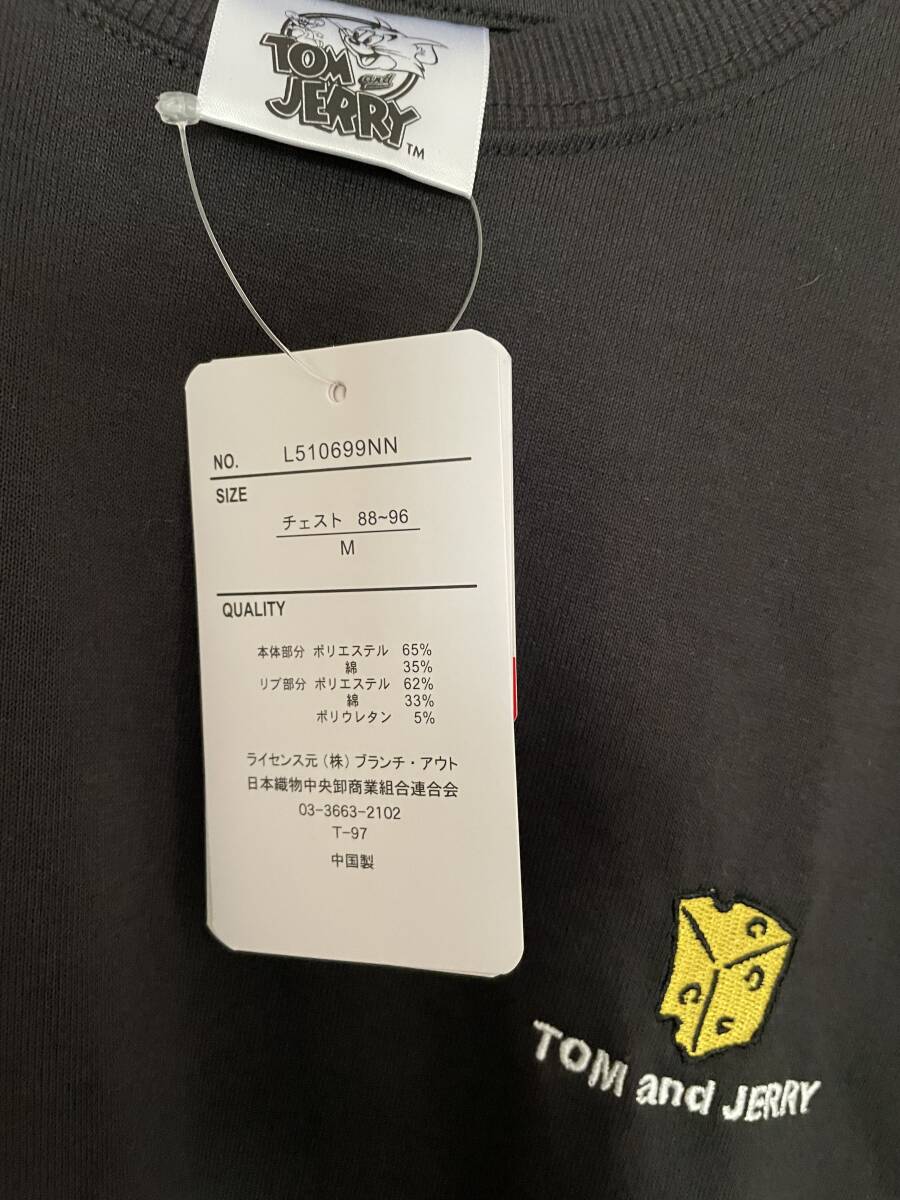 TOM
and
JERRY
TM
NO. L510699NN
SIZE
チェスト 88~96
M
QUALITY
本体部分 ポリエステル 65%
綿 35%
リブ部分 ポリエステル 62%
綿 33%
ポリウレタン 5%
ライセンス元(株)ブランチ・アウト
日本織物中央卸商業組合連合会
03-3663-2102
T-97
中国製
TOM and JERRY